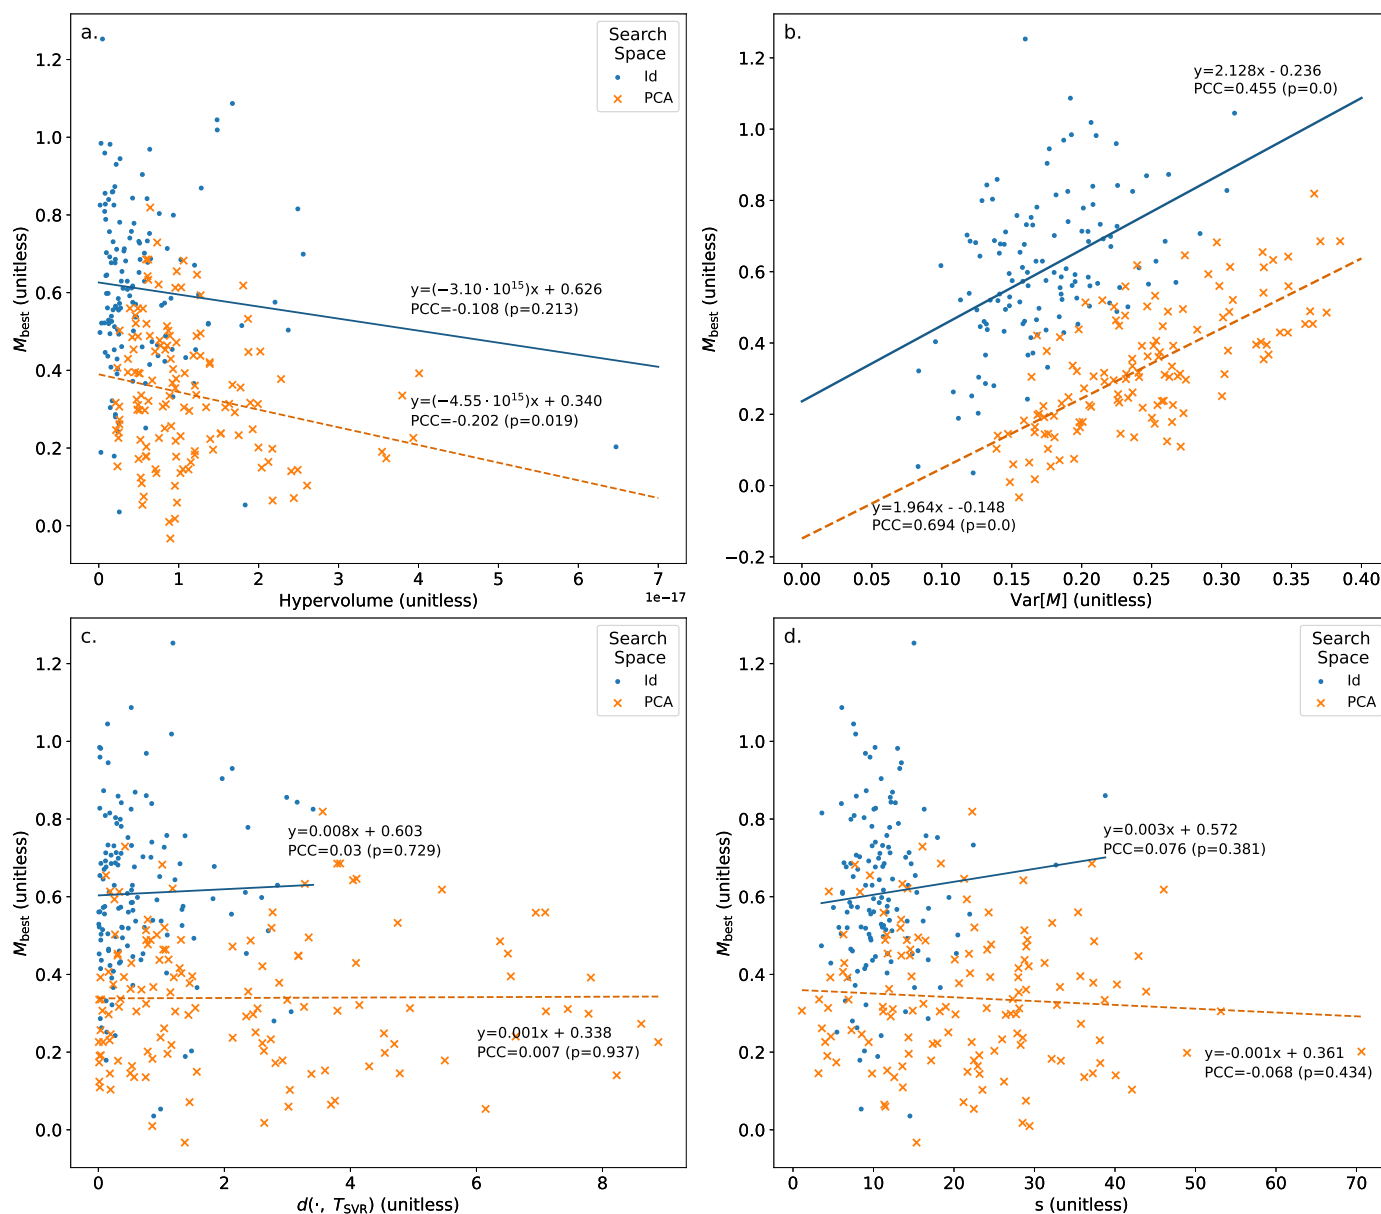 a.
Search
Space
Id
PCA
y=(−3.10·10¹⁵)x + 0.626
PCC=-0.108 (p=0.213)
y=(−4.55·10¹⁵)x + 0.340
PCC=-0.202 (p=0.019)
1.2
1.0
0.8
0.6
0.4
0.2
0.0
M_best (unitless)
0 1 2 3 4 5 6 7
1e−17
Hypervolume (unitless)
b.
y=2.128x - 0.236
PCC=0.455 (p=0.0)
y=1.964x - -0.148
PCC=0.694 (p=0.0)
1.2
1.0
0.8
0.6
0.4
0.2
0.0
−0.2
M_best (unitless)
0.00 0.05 0.10 0.15 0.20 0.25 0.30 0.35 0.40
Var[M] (unitless)
c.
Search
Space
Id
PCA
y=0.008x + 0.603
PCC=0.03 (p=0.729)
y=0.001x + 0.338
PCC=0.007 (p=0.937)
1.2
1.0
0.8
0.6
0.4
0.2
0.0
M_best (unitless)
0 2 4 6 8
d(·, T_SVR) (unitless)
d.
Search
Space
Id
PCA
y=0.003x + 0.572
PCC=0.076 (p=0.381)
y=-0.001x + 0.361
PCC=-0.068 (p=0.434)
1.2
1.0
0.8
0.6
0.4
0.2
0.0
M_best (unitless)
0 10 20 30 40 50 60 70
s (unitless)